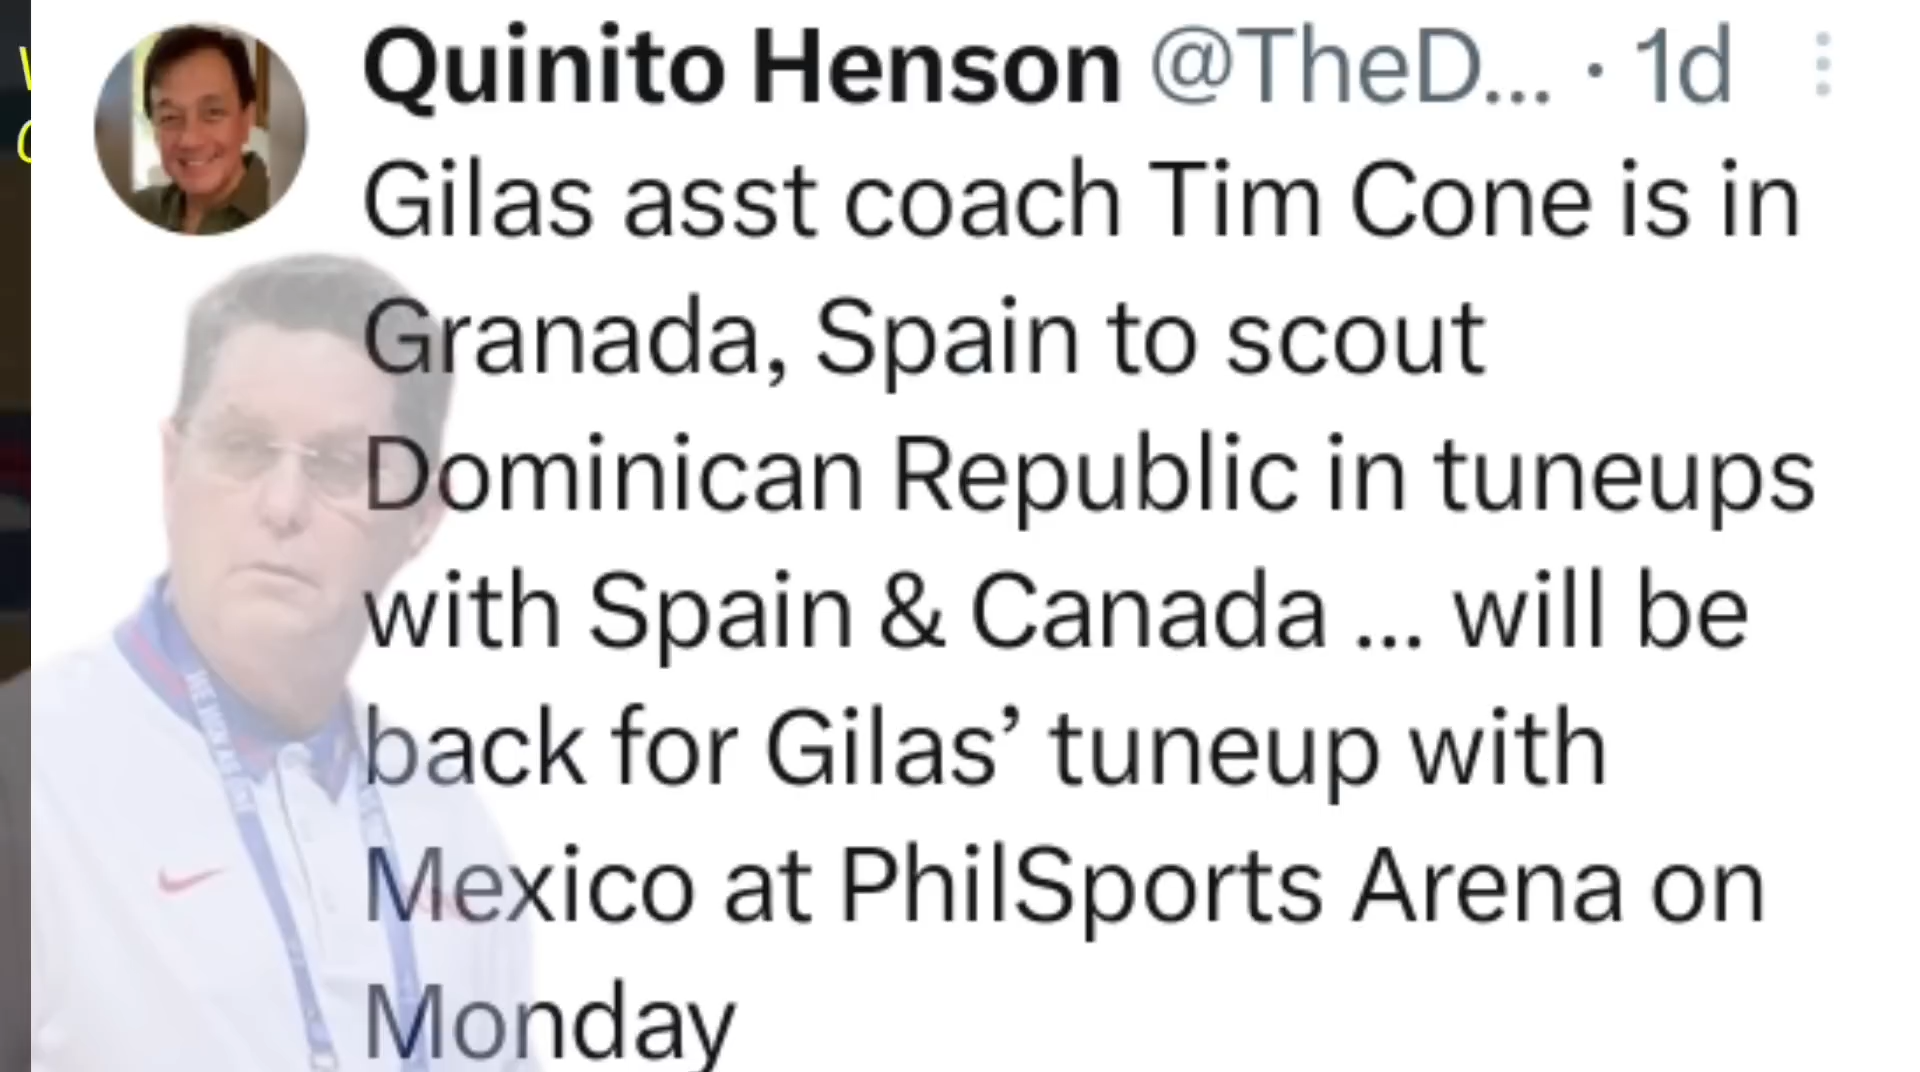 Quinito Henson @TheD... · 1d
Gilas asst coach Tim Cone is in
Granada, Spain to scout
Dominican Republic in tuneups
with Spain & Canada ... will be
back for Gilas’ tuneup with
Mexico at PhilSports Arena on
Monday